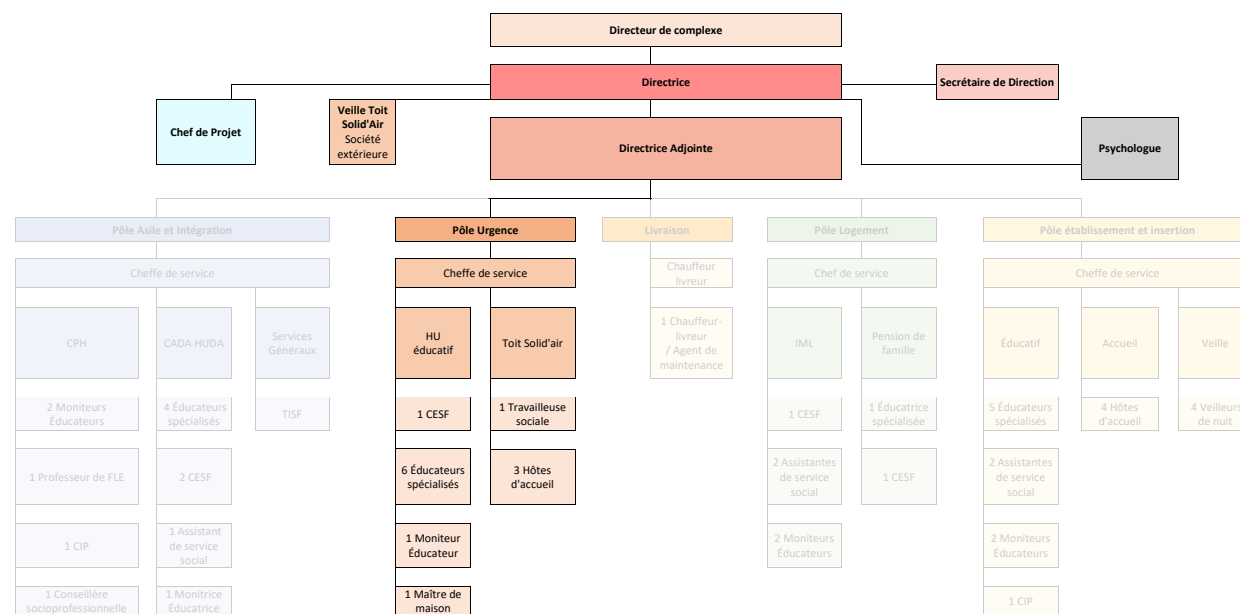 Directeur de complexe
Directrice
Secrétaire de Direction
Chef de Projet
Veille Toit
Solid'Air
Société
extérieure
Directrice Adjointe
Psychologue
Pôle Asile et Intégration
Pôle Urgence
Livraison
Pôle Logement
Pôle établissement et insertion
Cheffe de service
Cheffe de service
Chauffeur
livreur
Chef de service
Cheffe de service
CPH
CADA HUDA
Services
Généraux
HU
éducatif
Toit Solid'air
1 Chauffeur-
livreur
/ Agent de
maintenance
IML
Pension de
famille
Éducatif
Accueil
Veille
2 Moniteurs
Éducateurs
4 Éducateurs
spécialisés
TISF
1 CESF
1 Travailleuse
sociale
1 CESF
1 Éducatrice
spécialisée
5 Éducateurs
spécialisés
4 Hôtes
d'accueil
4 Veilleurs
de nuit
1 Professeur de FLE
2 CESF
6 Éducateurs
spécialisés
3 Hôtes
d'accueil
2 Assistantes
de service
social
1 CESF
2 Assistantes
de service
social
1 CIP
1 Assistant
de service
social
1 Moniteur
Éducateur
2 Moniteurs
Éducateurs
2 Moniteurs
Éducateurs
1 Conseillère
socioprofessionnelle
1 Monitrice
Éducatrice
1 Maître de
maison
1 CIP